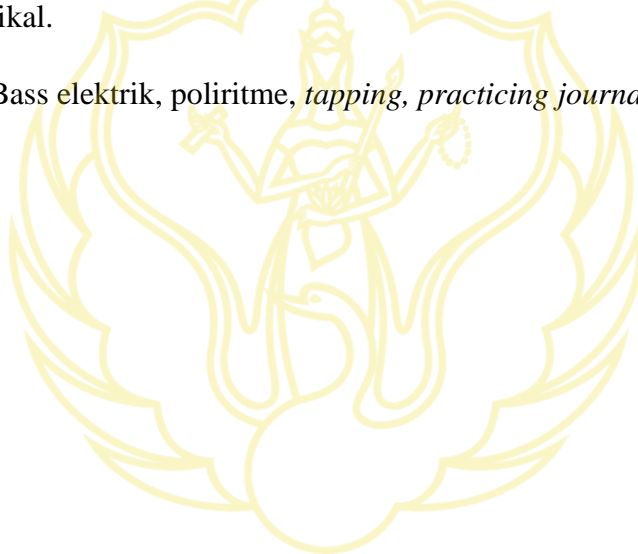 ikal.
Bass elektrik, poliritme, tapping, practicing journa